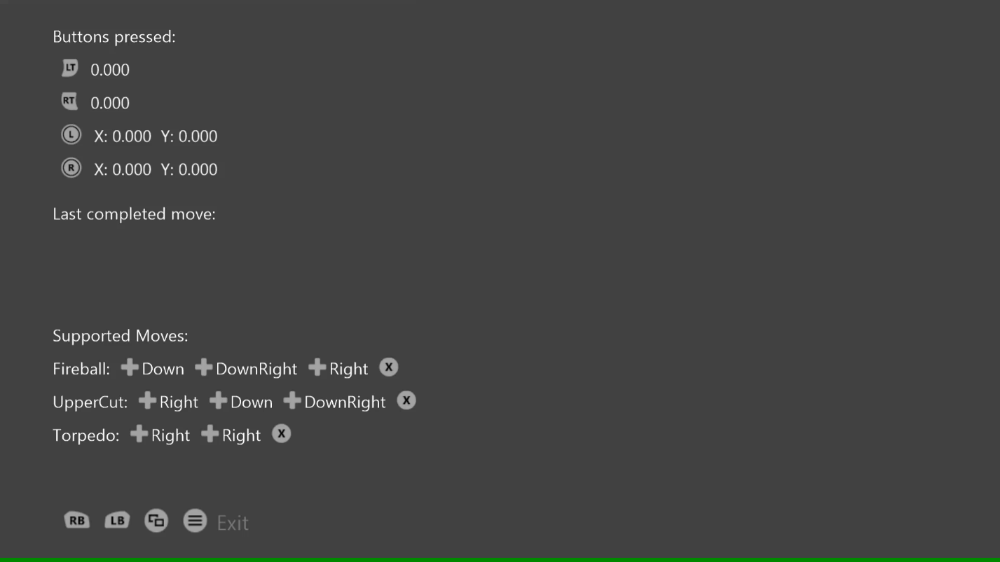 Buttons pressed:
LT 0.000
RT 0.000
L X: 0.000 Y: 0.000
R X: 0.000 Y: 0.000
Last completed move:
Supported Moves:
Fireball: Down DownRight Right X
UpperCut: Right Down DownRight X
Torpedo: Right Right X
RB LB Exit